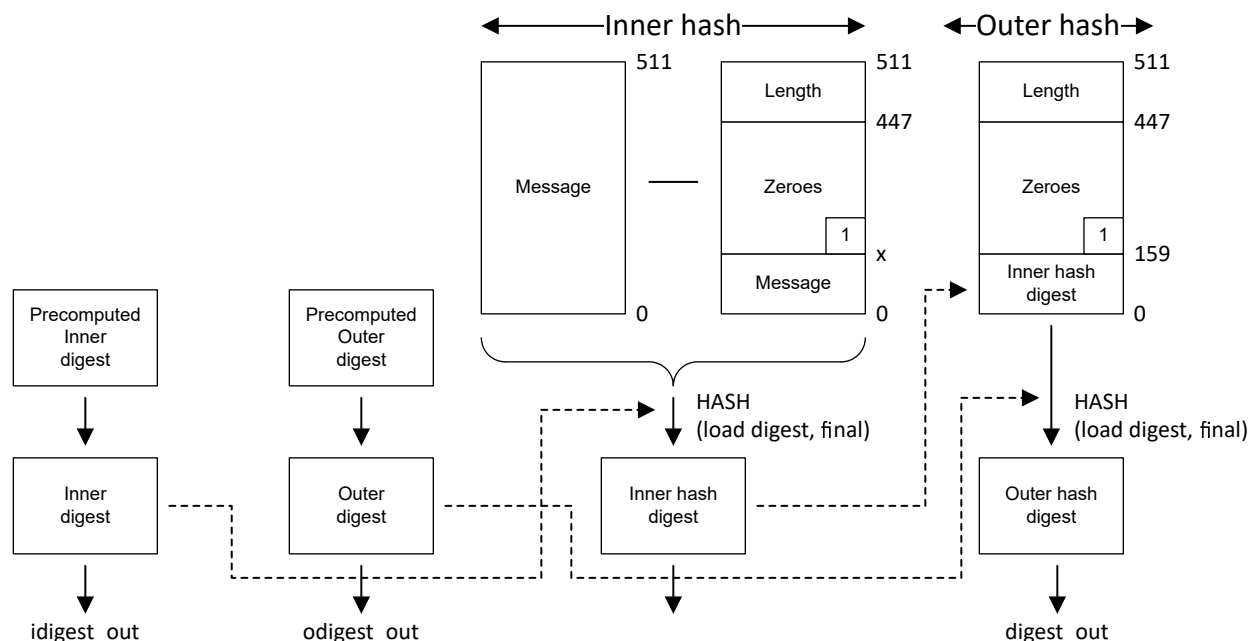 Inner hash
Outer hash
511
511
511
Length
Length
447
447
Message
Zeroes
Zeroes
1
1
x
159
Message
Inner hash
digest
0
0
0
Precomputed
Inner
digest
Precomputed
Outer
digest
HASH
(load digest, final)
HASH
(load digest, final)
Inner
digest
Outer
digest
Inner hash
digest
Outer hash
digest
idigest_out
odigest_out
digest_out